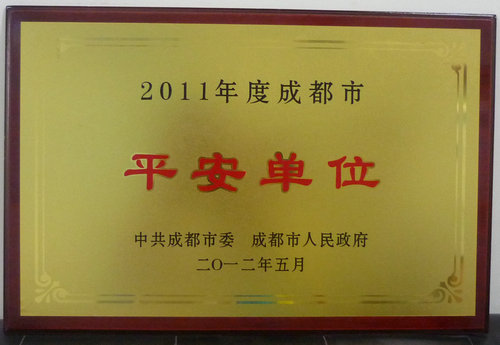 2011年度成都市
平安单位
中共成都市委　成都市人民政府
二〇一二年五月